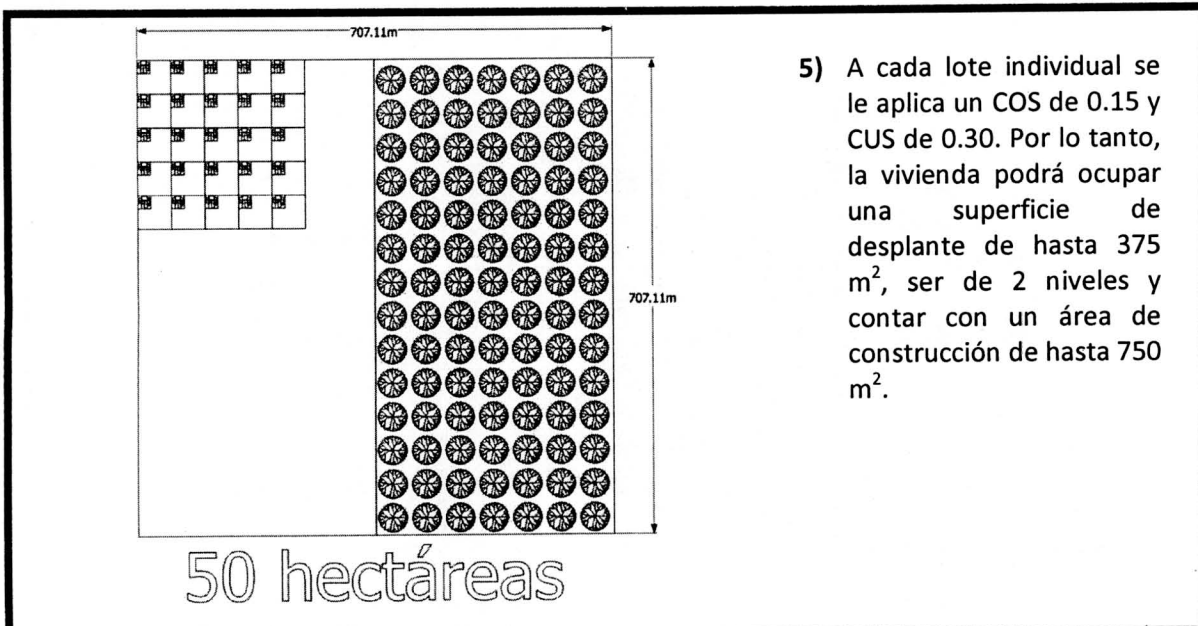 707.11m
707.11m
50 hectáreas
5) A cada lote individual se
le aplica un COS de 0.15 y
CUS de 0.30. Por lo tanto,
la vivienda podrá ocupar
una superficie de
desplante de hasta 375
m², ser de 2 niveles y
contar con un área de
construcción de hasta 750
m².